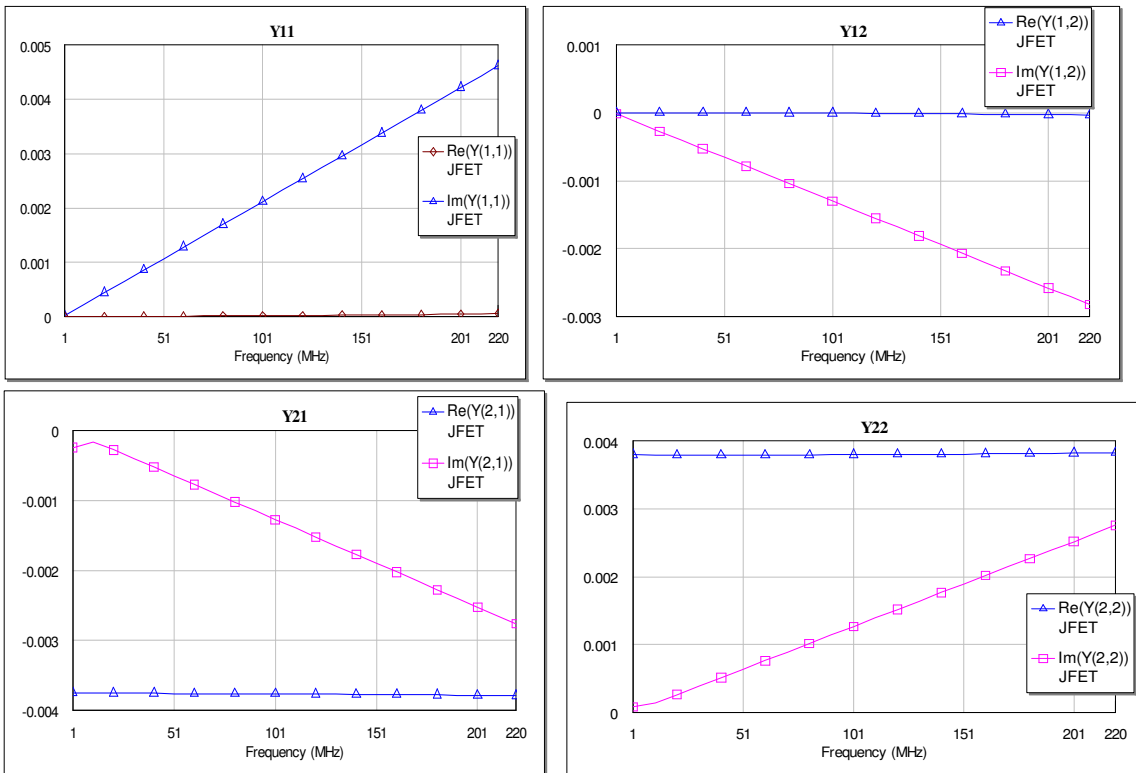 Y11
0.005
0.004
0.003
0.002
0.001
0
1 51 101 151 201 220
Frequency (MHz)
Re(Y(1,1))
JFET
Im(Y(1,1))
JFET
Y12
0.001
0
-0.001
-0.002
-0.003
1 51 101 151 201 220
Frequency (MHz)
Re(Y(1,2))
JFET
Im(Y(1,2))
JFET
Y21
0
-0.001
-0.002
-0.003
-0.004
1 51 101 151 201 220
Frequency (MHz)
Re(Y(2,1))
JFET
Im(Y(2,1))
JFET
Y22
0.004
0.003
0.002
0.001
0
1 51 101 151 201 220
Frequency (MHz)
Re(Y(2,2))
JFET
Im(Y(2,2))
JFET